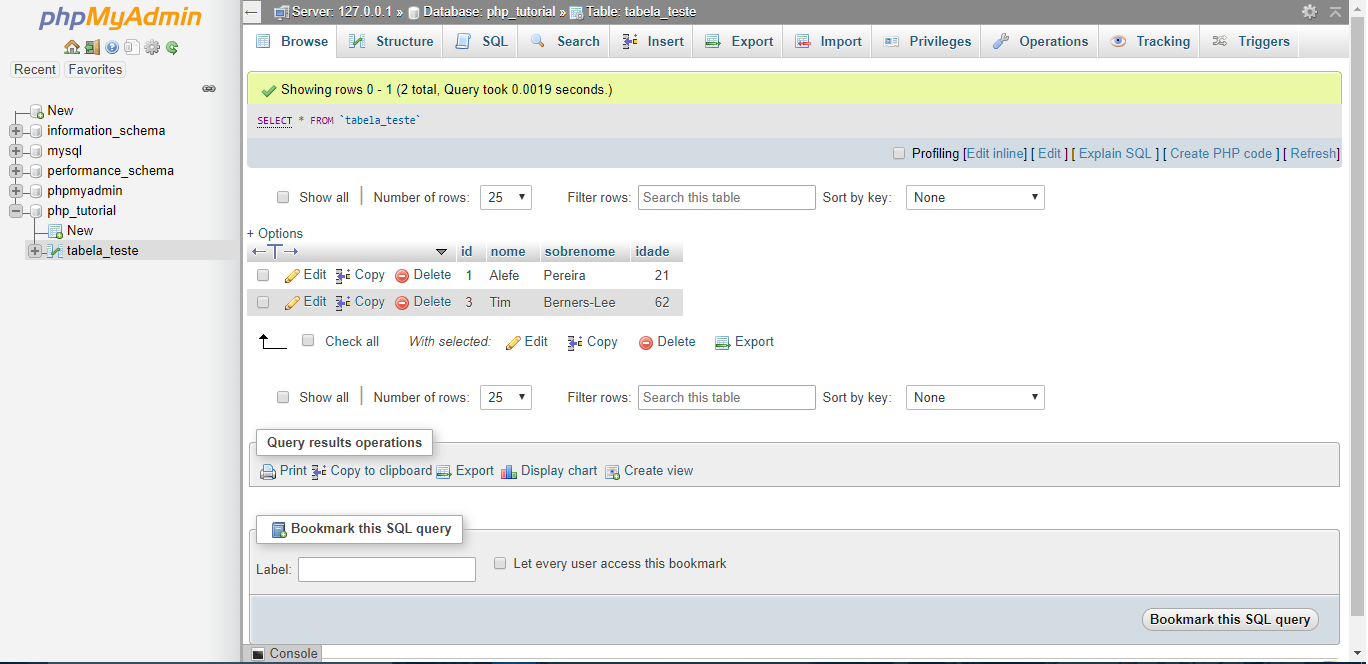 phpMyAdmin
Recent Favorites
New
information_schema
mysql
performance_schema
phpmyadmin
php_tutorial
New
tabela_teste
Server: 127.0.0.1 » Database: php_tutorial » Table: tabela_teste
Browse Structure SQL Search Insert Export Import Privileges Operations Tracking Triggers
Showing rows 0 - 1 (2 total, Query took 0.0019 seconds.)
SELECT * FROM `tabela_teste`
Profiling [Edit inline] [ Edit ] [ Explain SQL ] [ Create PHP code ] [ Refresh]
Show all | Number of rows: 25 Filter rows: Search this table Sort by key: None
+ Options
←T→ id nome sobrenome idade
Edit Copy Delete 1 Alefe Pereira 21
Edit Copy Delete 3 Tim Berners-Lee 62
Check all With selected: Edit Copy Delete Export
Show all | Number of rows: 25 Filter rows: Search this table Sort by key: None
Query results operations
Print Copy to clipboard Export Display chart Create view
Bookmark this SQL query
Label: Let every user access this bookmark
Bookmark this SQL query
Console